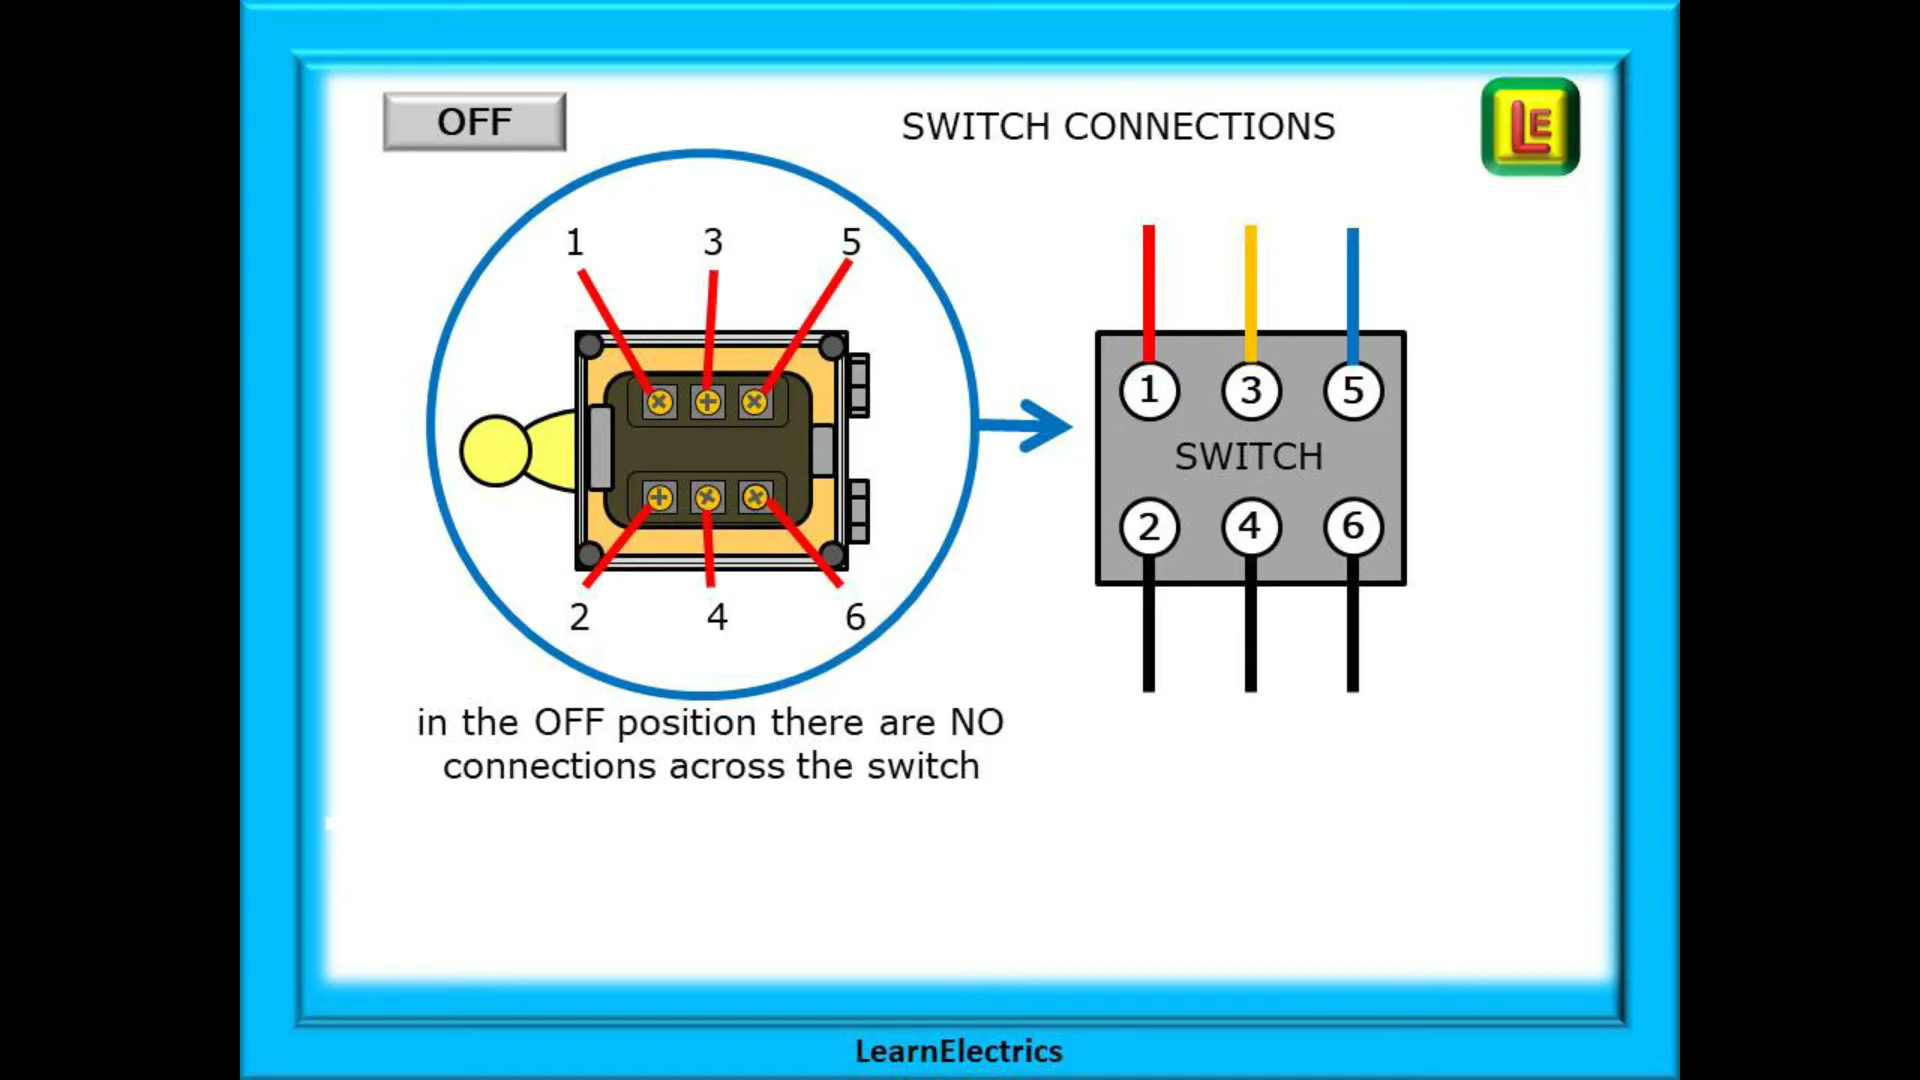 OFF
SWITCH CONNECTIONS
LE
1 3 5
2 4 6
1 3 5
SWITCH
2 4 6
in the OFF position there are NO
connections across the switch
LearnElectrics